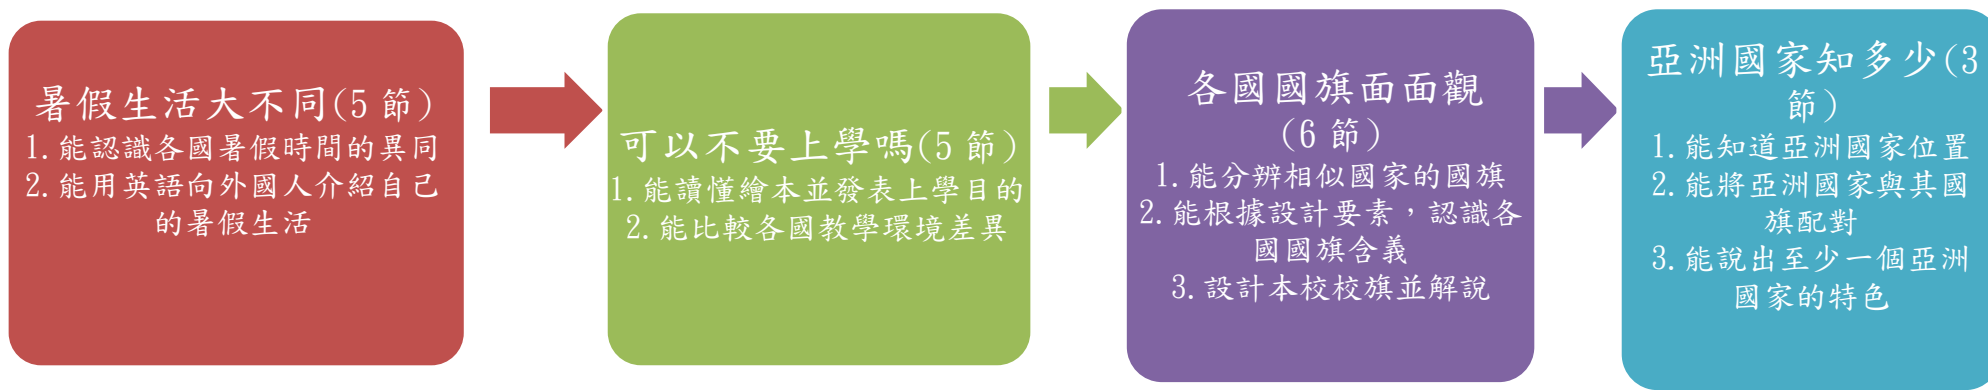 暑假生活大不同(5 節)
1.能認識各國暑假時間的異同
2.能用英語向外國人介紹自己
的暑假生活
可以不要上學嗎(5 節)
1.能讀懂繪本並發表上學目的
2.能比較各國教學環境差異
各國國旗面面觀
(6 節)
1.能分辨相似國家的國旗
2.能根據設計要素，認識各
國國旗含義
3.設計本校校旗並解說
亞洲國家知多少(3
節)
1.能知道亞洲國家位置
2.能將亞洲國家與其國
旗配對
3.能說出至少一個亞洲
國家的特色